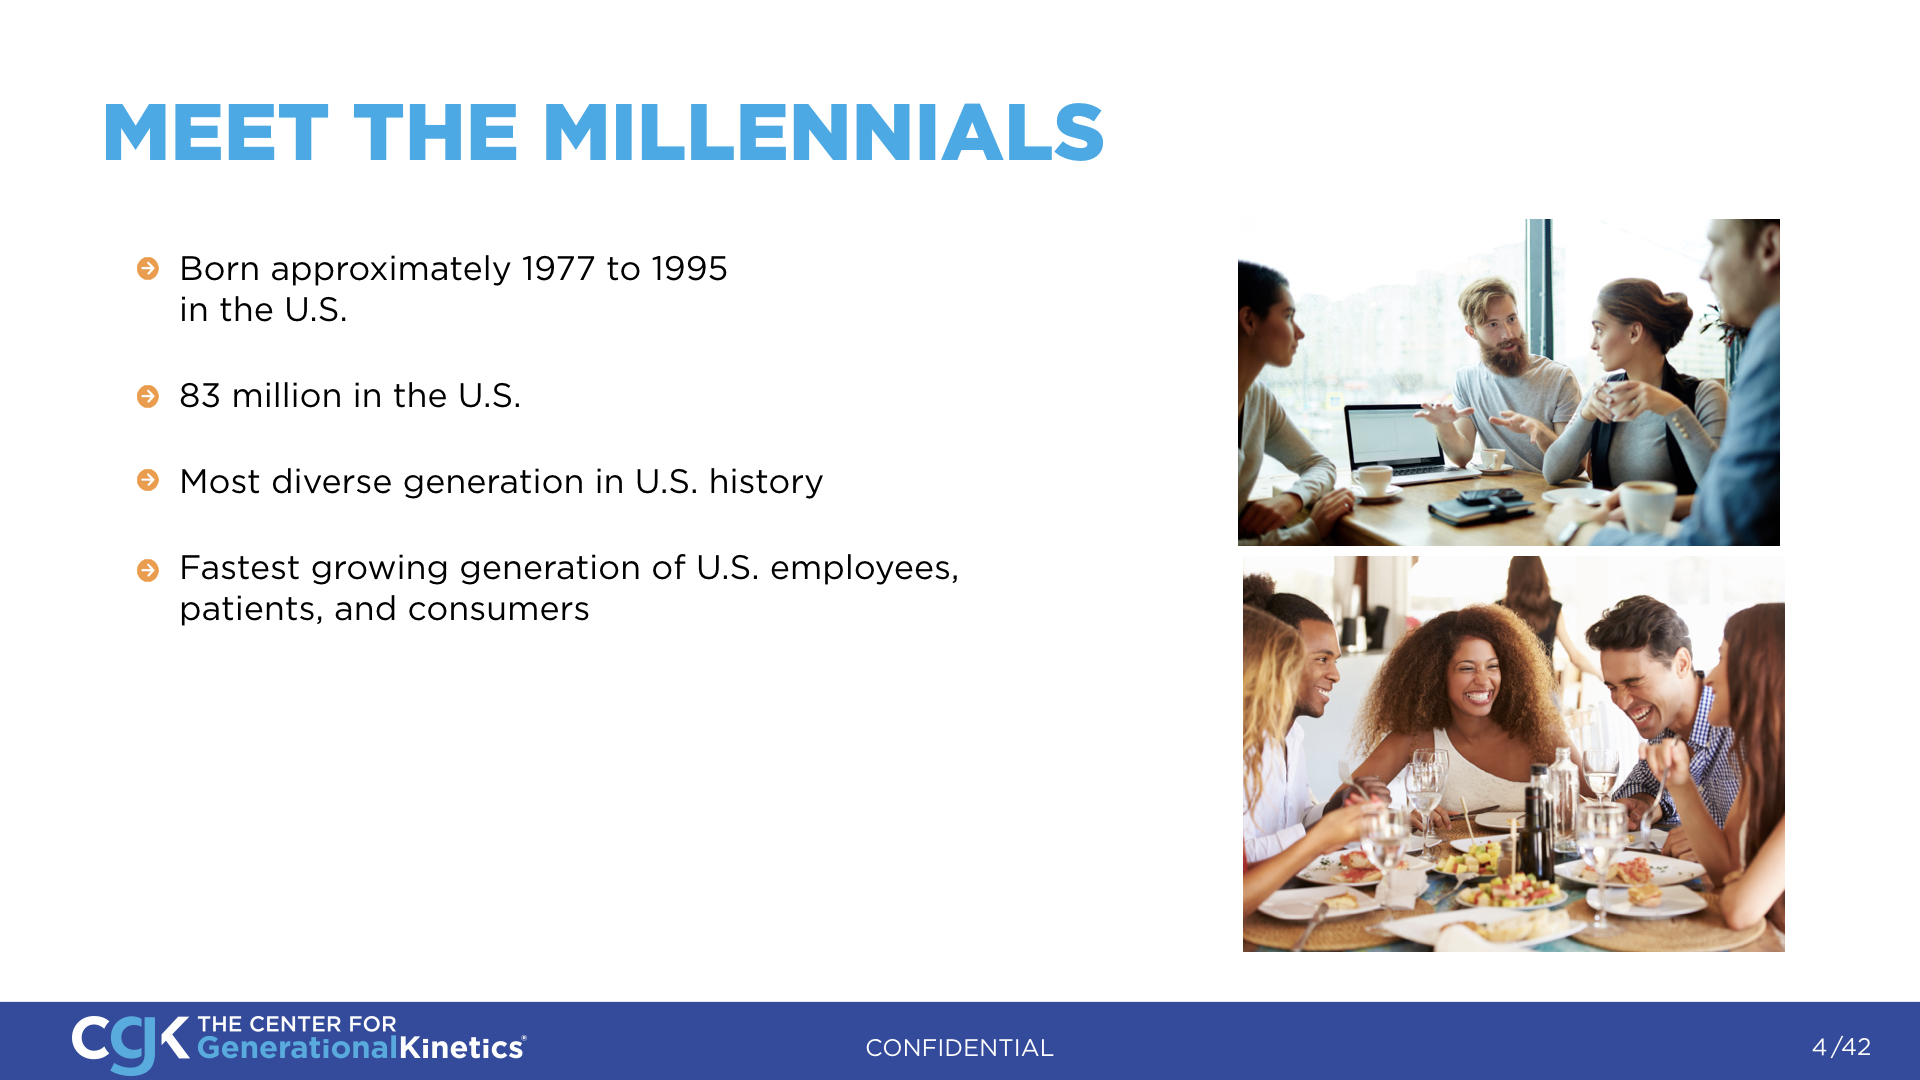 MEET THE MILLENNIALS
Born approximately 1977 to 1995
in the U.S.
83 million in the U.S.
Most diverse generation in U.S. history
Fastest growing generation of U.S. employees,
patients, and consumers
cgk THE CENTER FOR
GenerationalKinetics®
CONFIDENTIAL
4/42